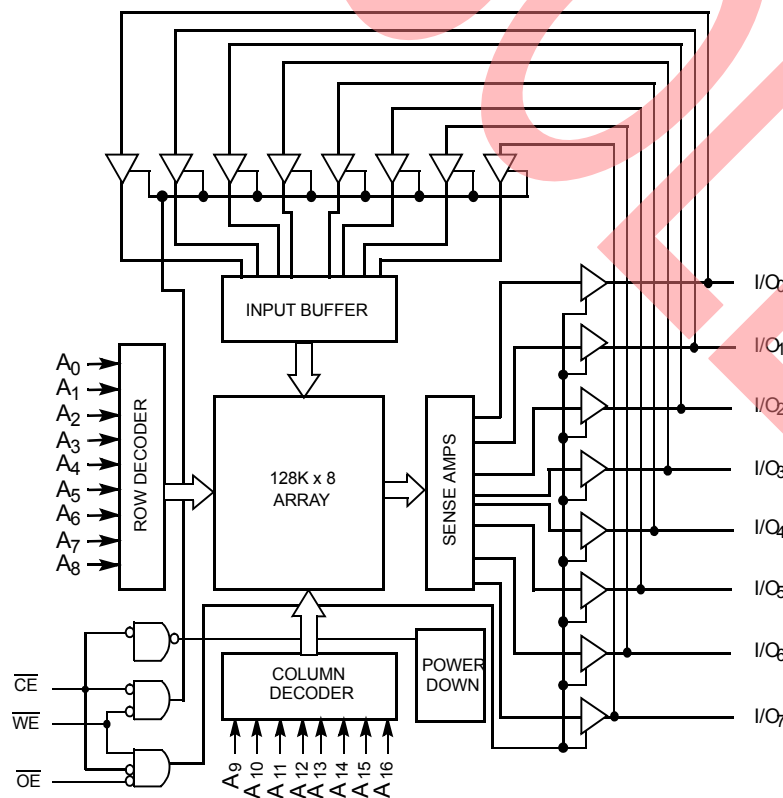 INPUT BUFFER
I/O0
I/O1
I/O2
I/O3
I/O4
I/O5
I/O6
I/O7
A0
A1
A2
A3
A4
A5
A6
A7
A8
ROW DECODER
128K x 8
ARRAY
SENSE AMPS
POWER
DOWN
COLUMN
DECODER
CE
WE
OE
A9
A10
A11
A12
A13
A14
A15
A16